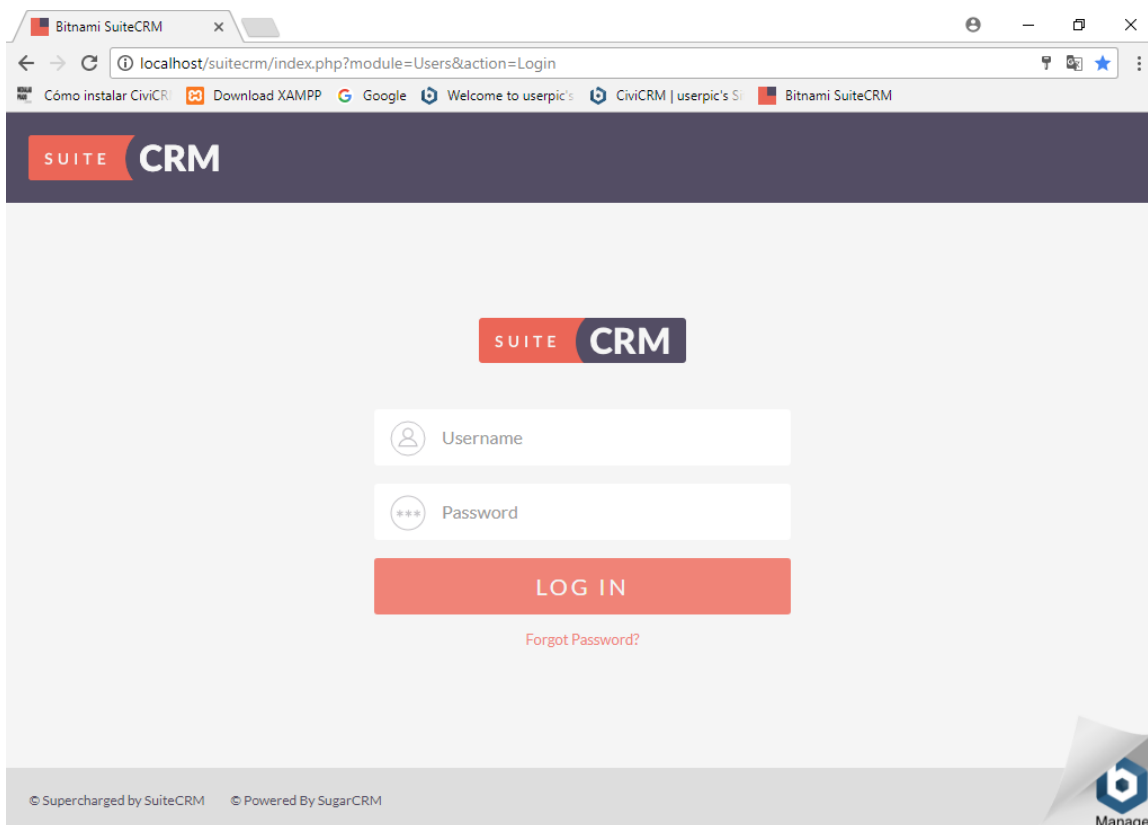 Bitnami SuiteCRM
localhost/suitecrm/index.php?module=Users&action=Login
Cómo instalar CiviCR Download XAMPP Google Welcome to userpic's CiviCRM | userpic's Si Bitnami SuiteCRM
SUITE CRM
SUITE CRM
Username
*** Password
LOG IN
Forgot Password?
© Supercharged by SuiteCRM © Powered By SugarCRM
Manage